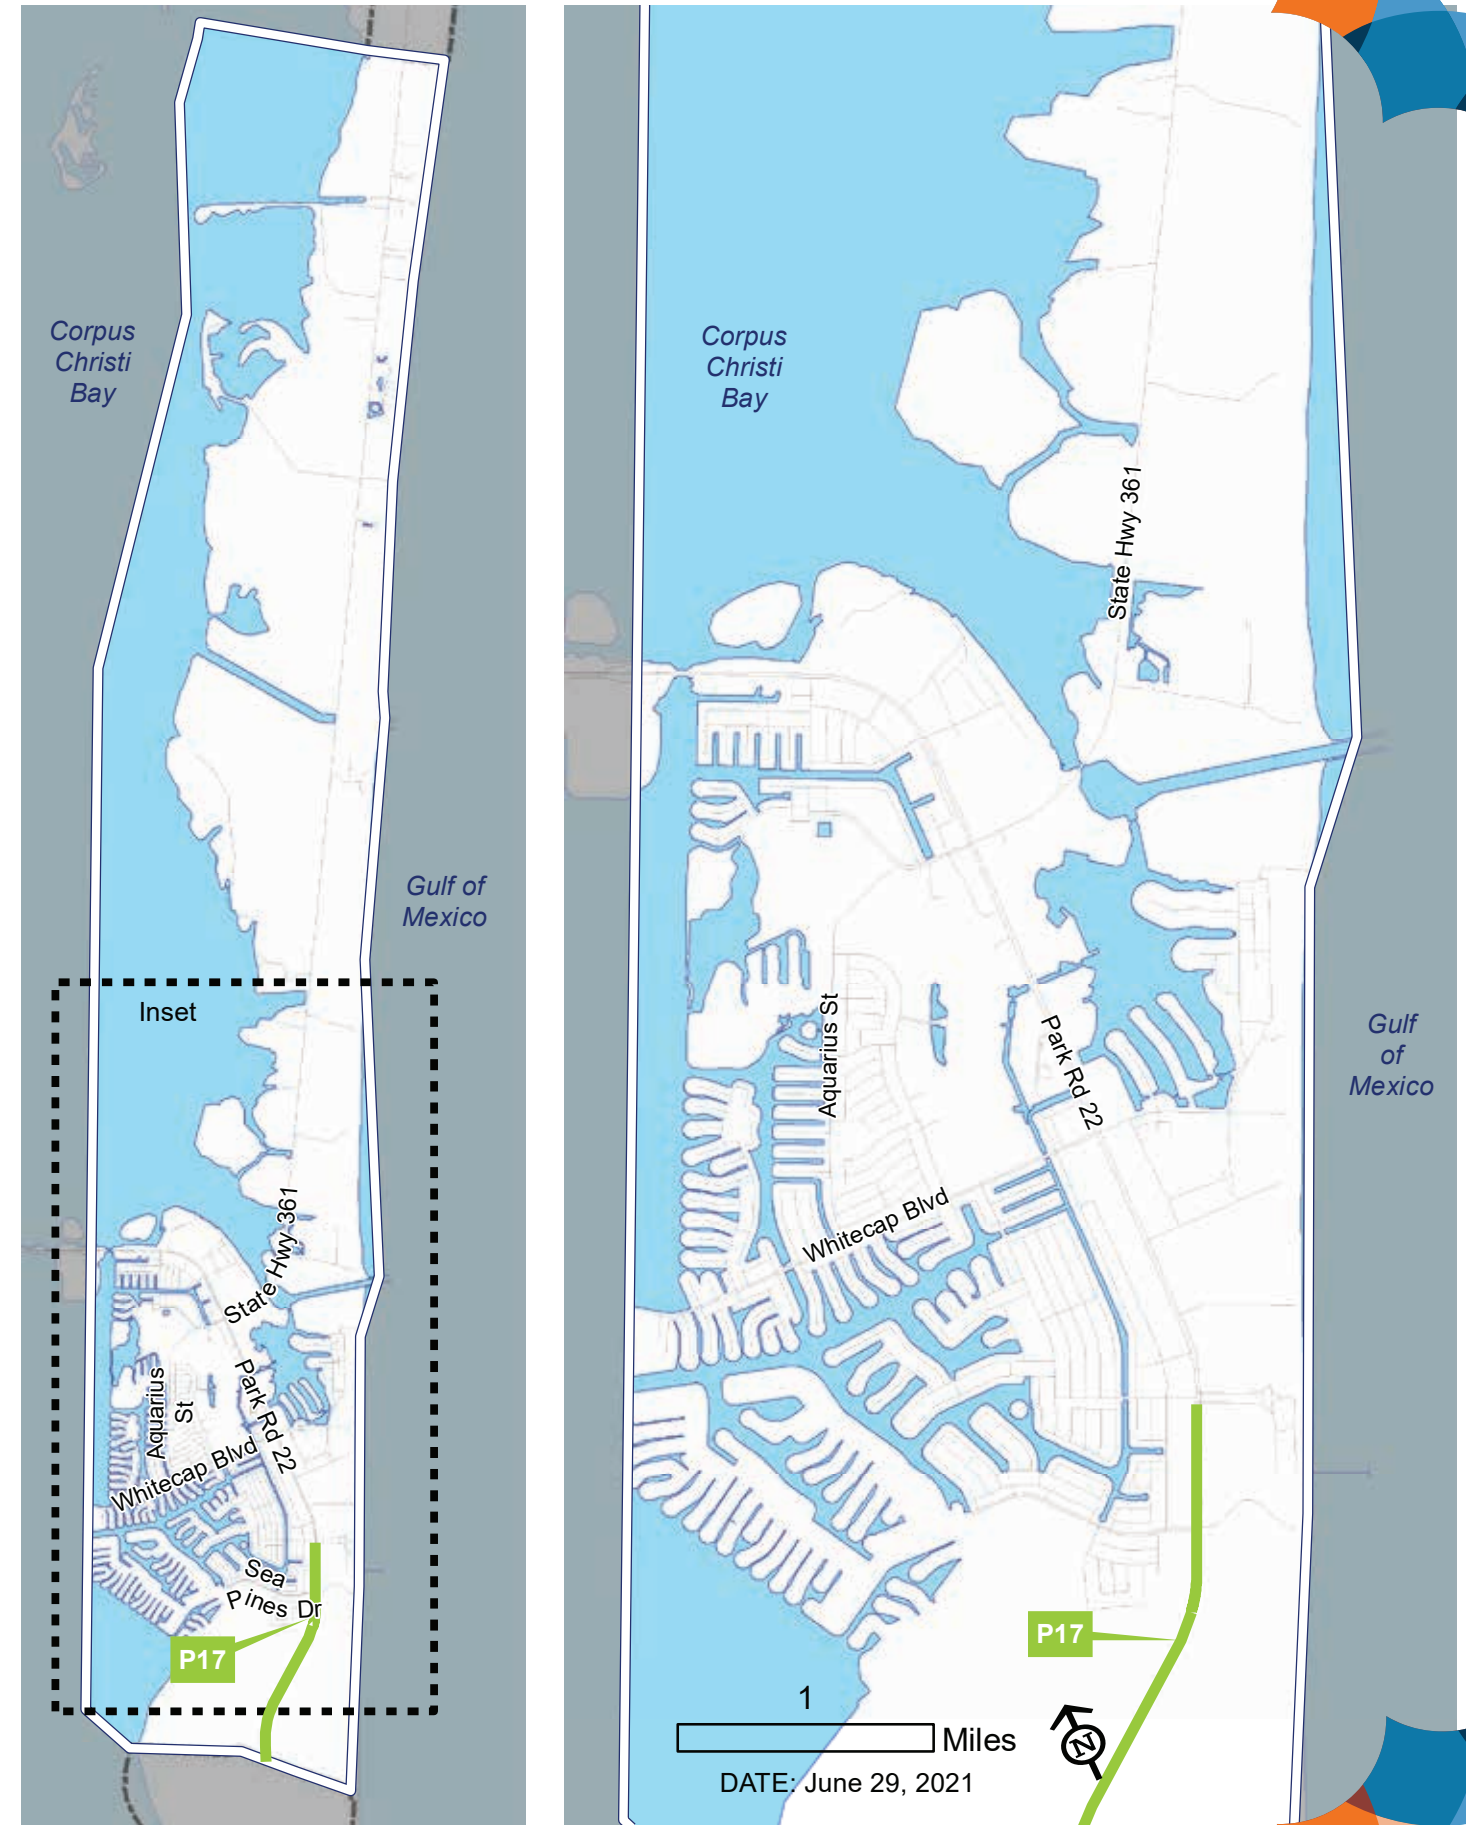 Corpus
Christi
Bay
Gulf of
Mexico
Inset
State Hwy 361
Aquarius
St
Park Rd 22
Whitecap Blvd
Sea
Pines Dr
P17
Corpus
Christi
Bay
State Hwy 361
Gulf
of
Mexico
Aquarius St
Park Rd 22
Whitecap Blvd
P17
1
Miles
N
DATE: June 29, 2021